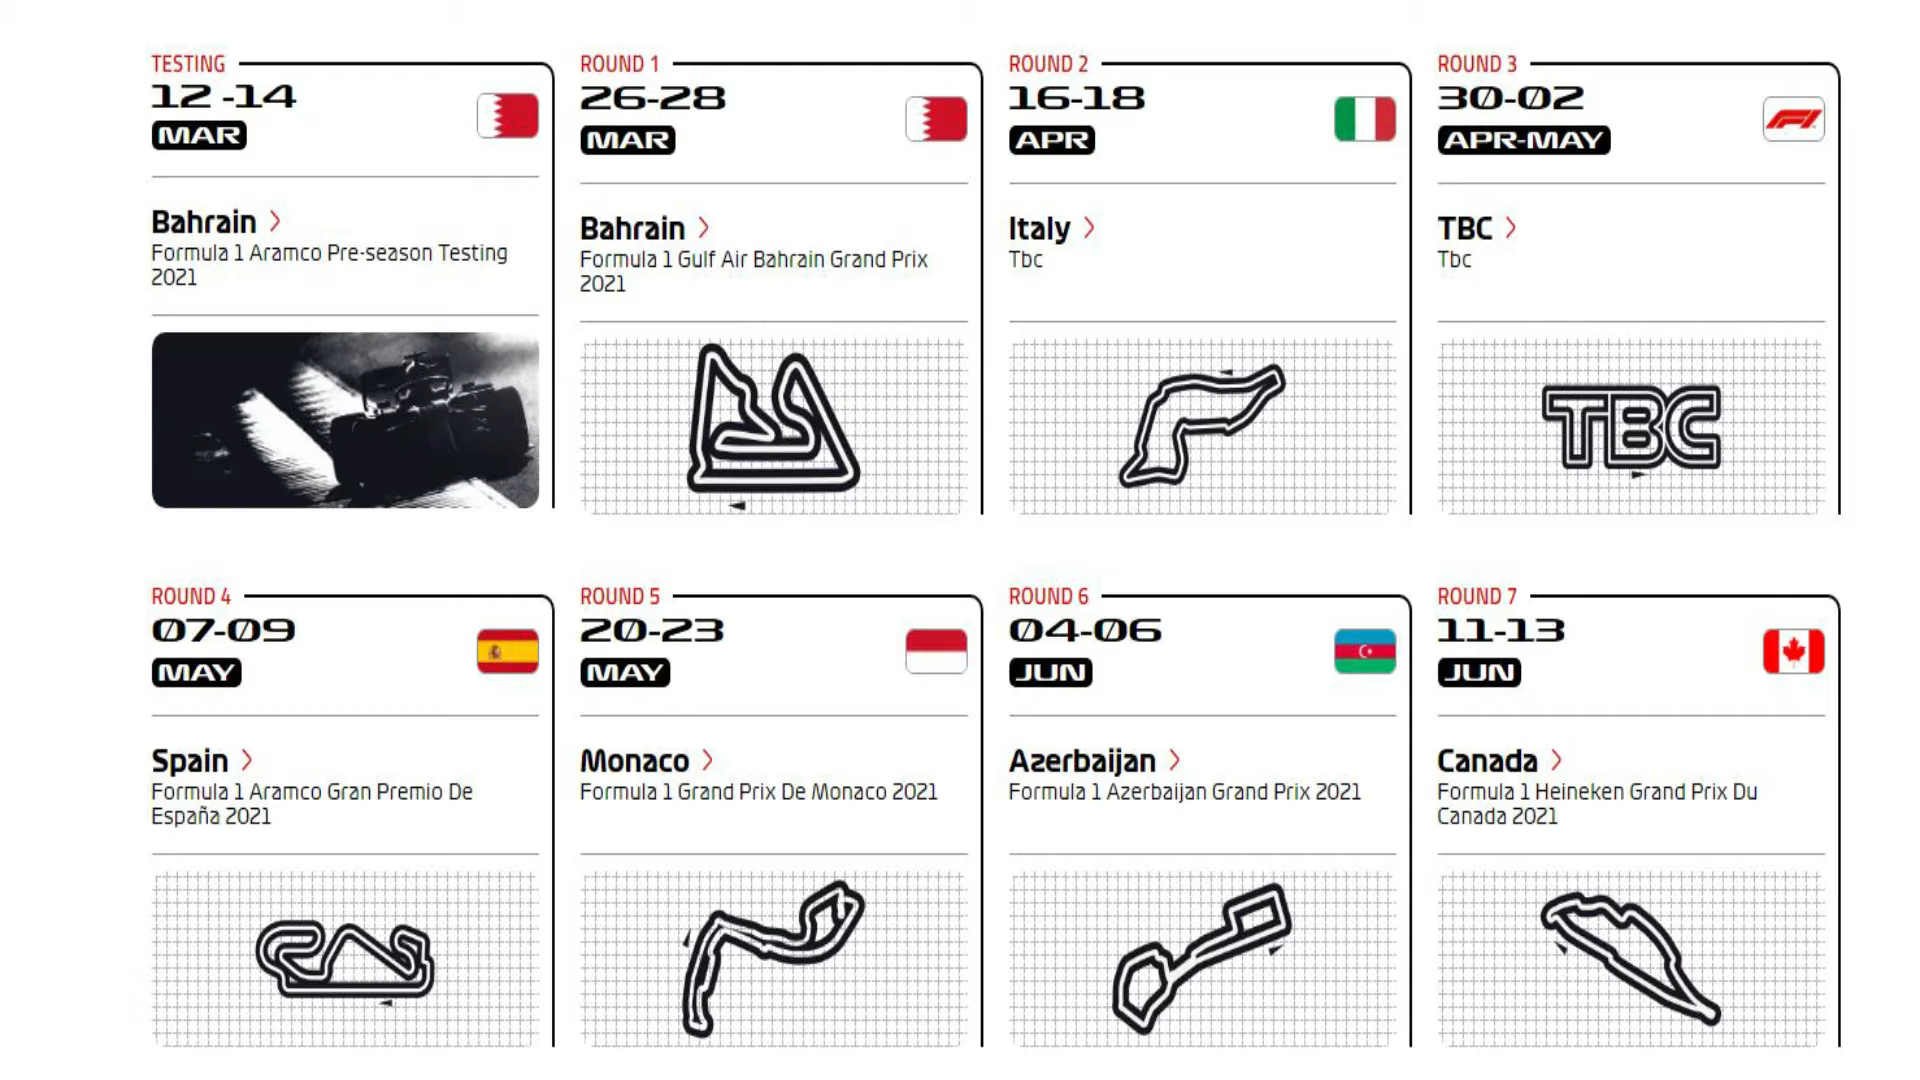 TESTING
12 -14
MAR
Bahrain
Formula 1 Aramco Pre-season Testing
2021
ROUND 1
26-28
MAR
Bahrain
Formula 1 Gulf Air Bahrain Grand Prix
2021
ROUND 2
16-18
APR
Italy
Tbc
ROUND 3
30-02
APR-MAY
F1
TBC
Tbc
TBC
ROUND 4
07-09
MAY
Spain
Formula 1 Aramco Gran Premio De
España 2021
ROUND 5
20-23
MAY
Monaco
Formula 1 Grand Prix De Monaco 2021
ROUND 6
04-06
JUN
Azerbaijan
Formula 1 Azerbaijan Grand Prix 2021
ROUND 7
11-13
JUN
Canada
Formula 1 Heineken Grand Prix Du
Canada 2021